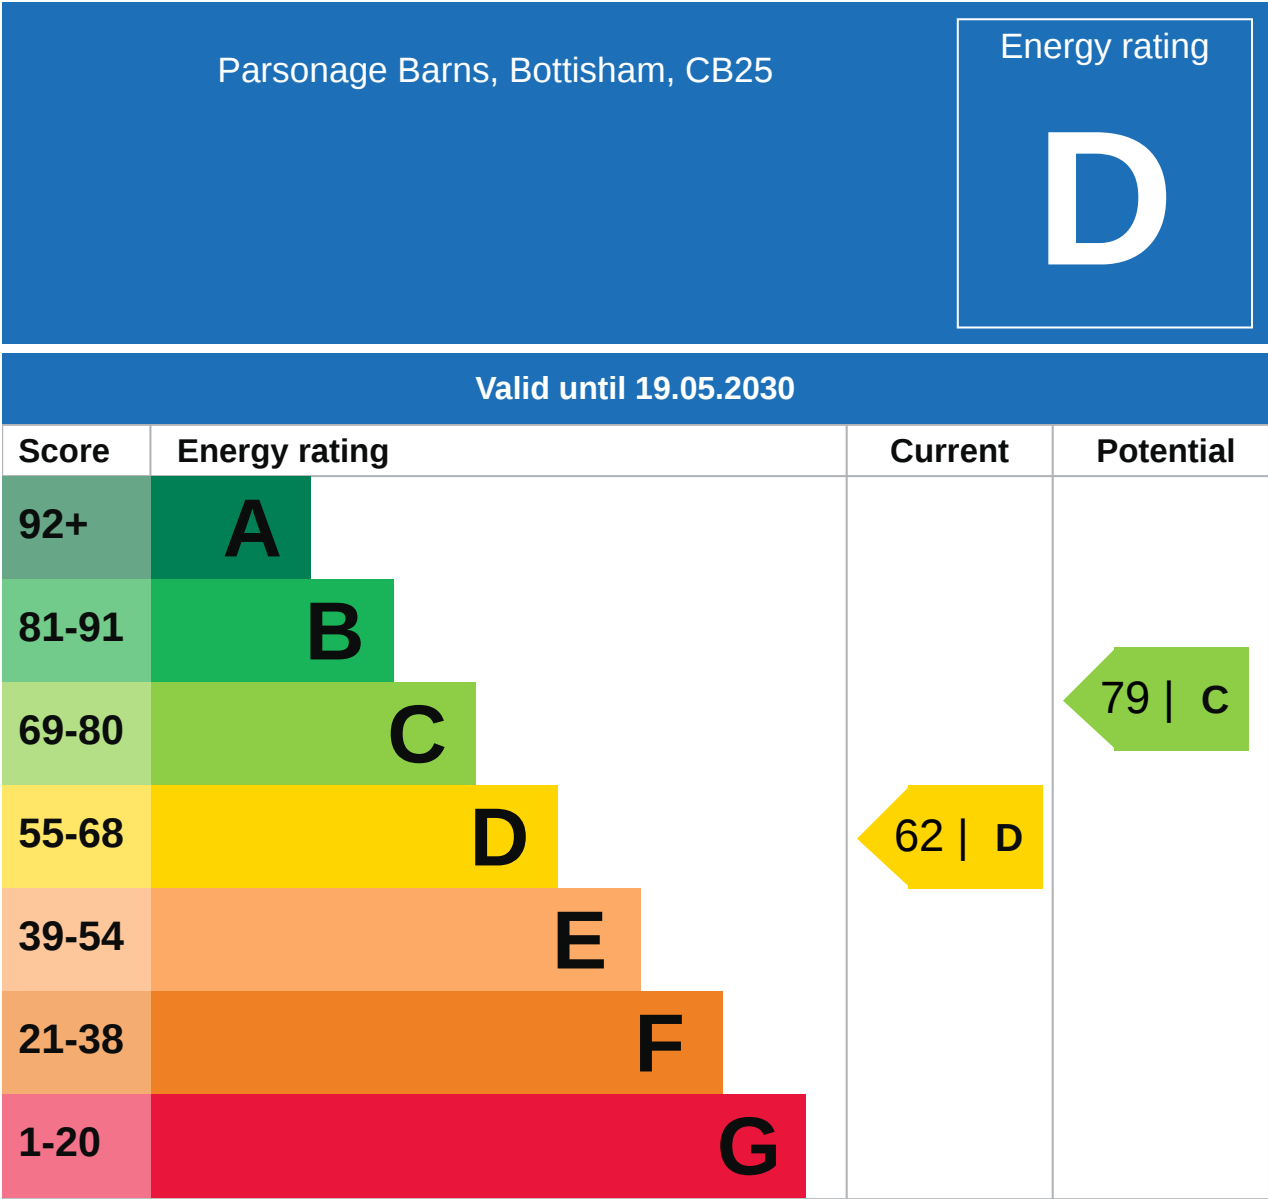 Parsonage Barns, Bottisham, CB25
Energy rating
D
Valid until 19.05.2030
Score Energy rating Current Potential
92+ A
81-91 B
79 | C
69-80 C
55-68 D 62 | D
39-54 E
21-38 F
1-20 G